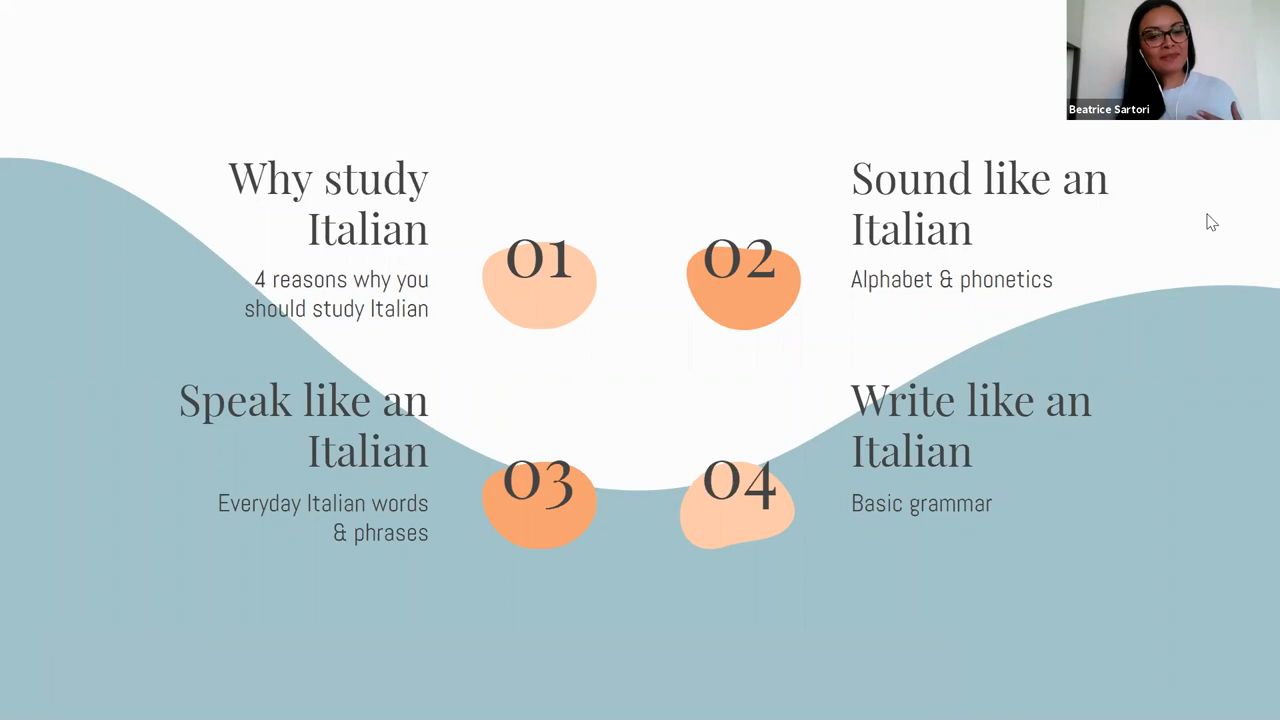 Beatrice Sartori
Why study
Italian
4 reasons why you
should study Italian
01
02
Sound like an
Italian
Alphabet & phonetics
Speak like an
Italian
Everyday Italian words
& phrases
03
04
Write like an
Italian
Basic grammar